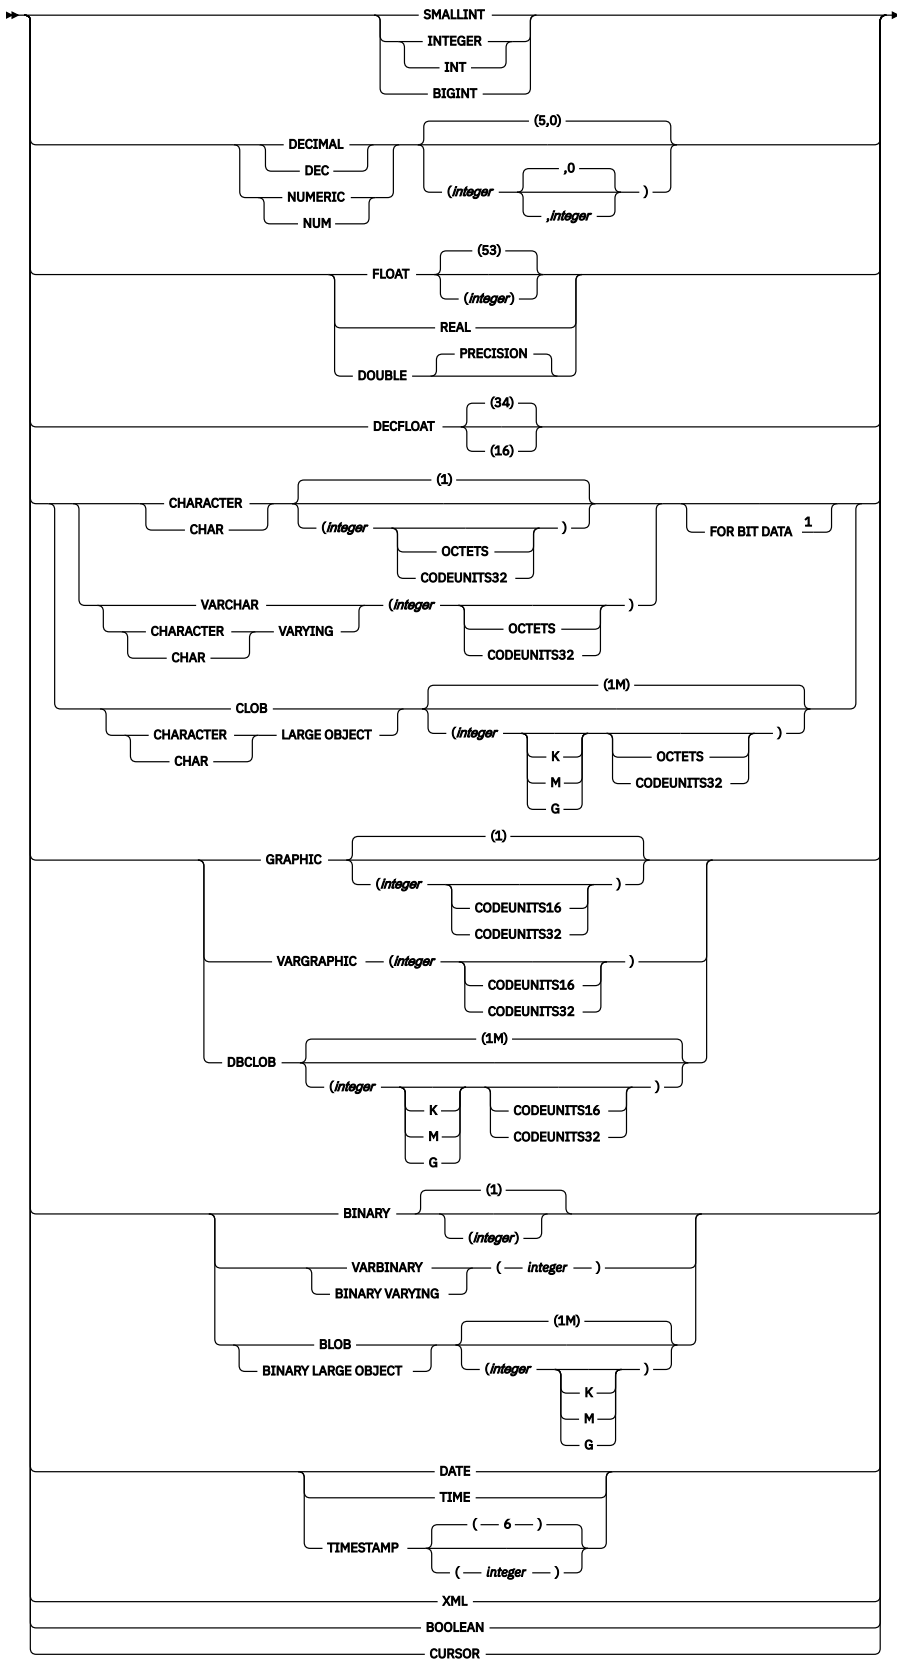 SMALLINT
INTEGER
INT
BIGINT
(5,0)
DECIMAL
DEC
,0
NUMERIC
(integer )
,integer
NUM
(53)
FLOAT
(integer)
REAL
PRECISION
DOUBLE
(34)
DECFLOAT
(16)
(1)
CHARACTER
CHAR
(integer )
FOR BIT DATA 1
OCTETS
CODEUNITS32
VARCHAR (integer )
CHARACTER VARYING
OCTETS
CHAR
CODEUNITS32
(1M)
CLOB
CHARACTER LARGE OBJECT
(integer )
CHAR
K OCTETS
M CODEUNITS32
G
(1)
GRAPHIC
(integer )
CODEUNITS16
CODEUNITS32
VARGRAPHIC (integer )
CODEUNITS16
CODEUNITS32
(1M)
DBCLOB
(integer )
K CODEUNITS16
M CODEUNITS32
G
(1)
BINARY
(integer)
VARBINARY ( integer )
BINARY VARYING
(1M)
BLOB
BINARY LARGE OBJECT (integer )
K
M
G
DATE
TIME
( 6 )
TIMESTAMP
( integer )
XML
BOOLEAN
CURSOR